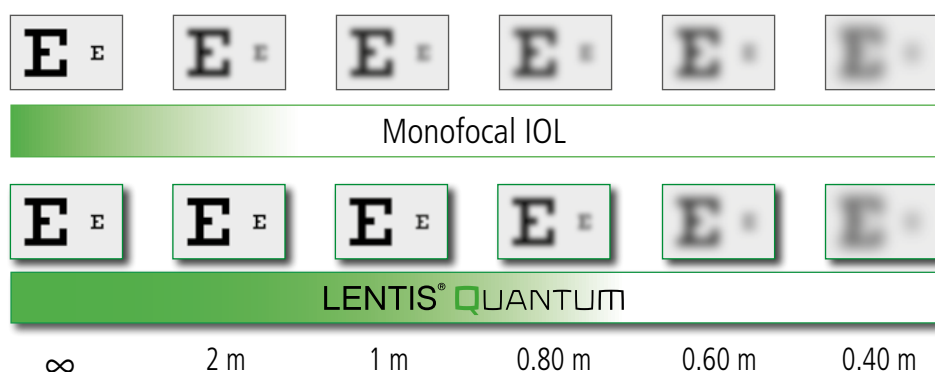 E E E E E E E E E E E
Monofocal IOL
E E E E E E E E E E E
LENTIS® QUANTUM
∞ 2 m 1 m 0.80 m 0.60 m 0.40 m